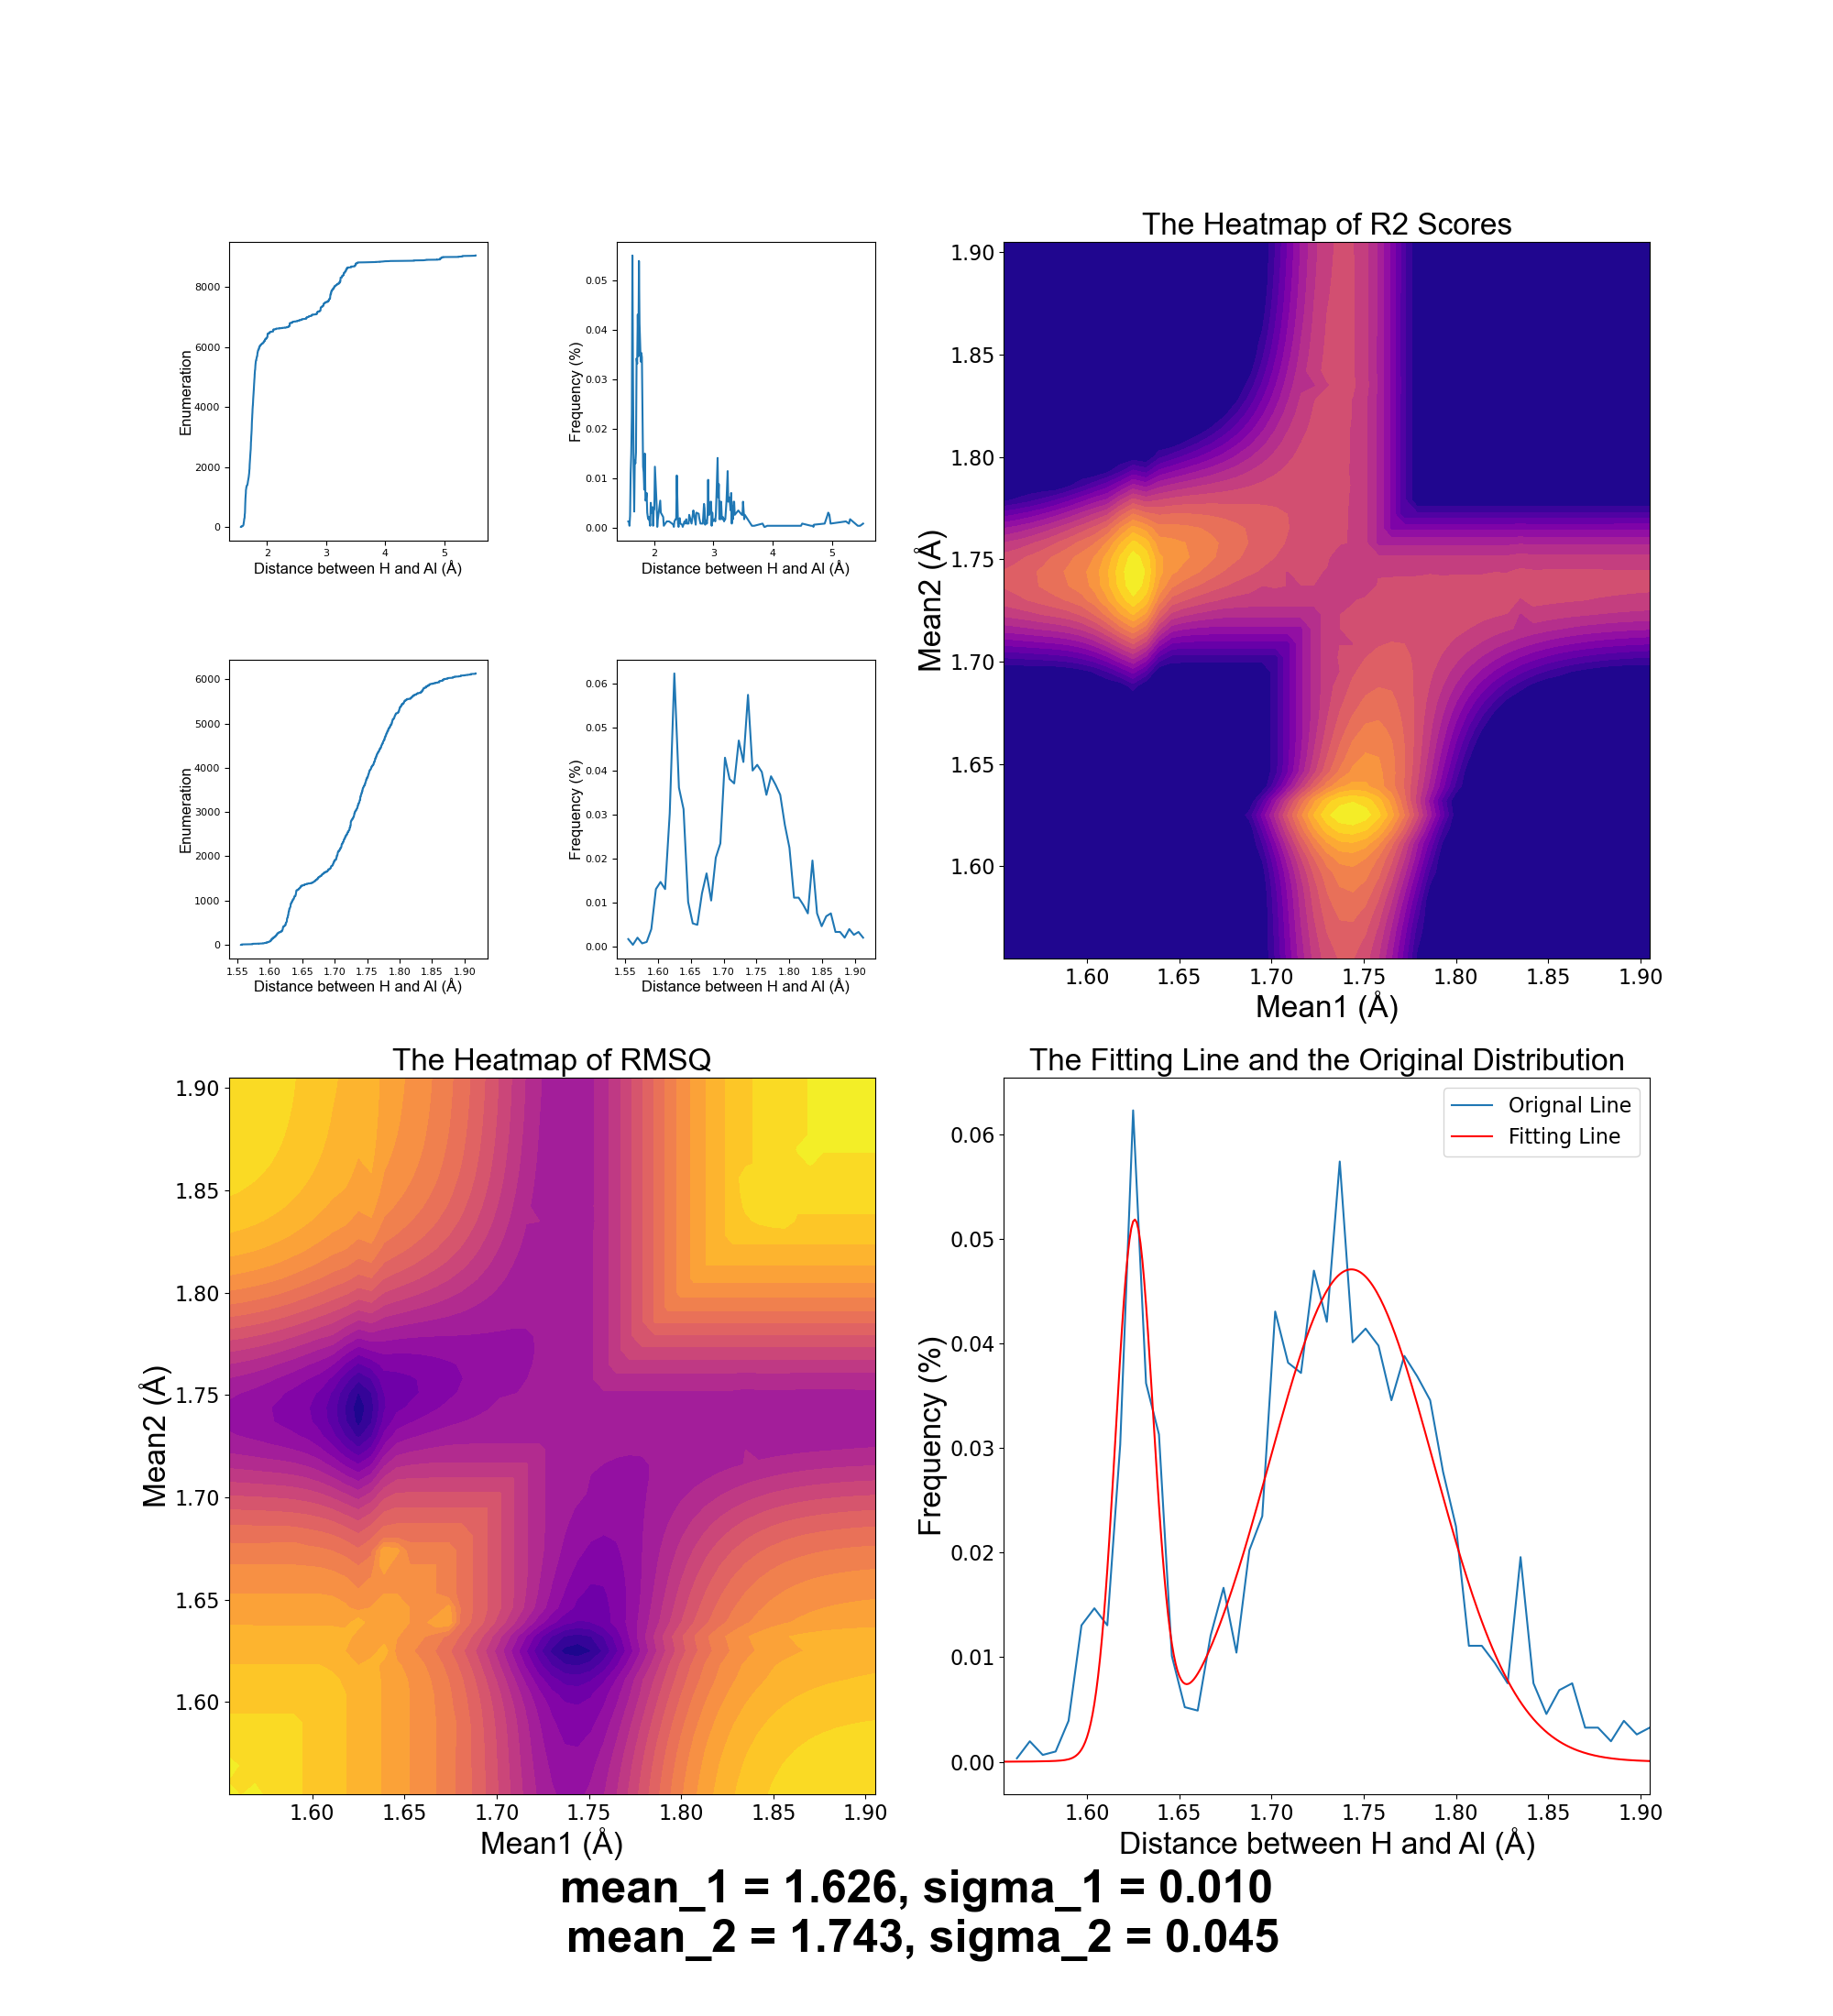 8000
6000
4000
2000
0
Enumeration
2 3 4 5
Distance between H and Al (Å)
0.05
0.04
0.03
0.02
0.01
0.00
Frequency (%)
2 3 4 5
Distance between H and Al (Å)
The Heatmap of R2 Scores
1.90
1.85
1.80
1.75
1.70
1.65
1.60
Mean2 (Å)
1.60 1.65 1.70 1.75 1.80 1.85 1.90
Mean1 (Å)
6000
5000
4000
3000
2000
1000
0
Enumeration
1.55 1.60 1.65 1.70 1.75 1.80 1.85 1.90
Distance between H and Al (Å)
0.06
0.05
0.04
0.03
0.02
0.01
0.00
Frequency (%)
1.55 1.60 1.65 1.70 1.75 1.80 1.85 1.90
Distance between H and Al (Å)
The Heatmap of RMSQ
1.90
1.85
1.80
1.75
1.70
1.65
1.60
Mean2 (Å)
1.60 1.65 1.70 1.75 1.80 1.85 1.90
Mean1 (Å)
The Fitting Line and the Original Distribution
Orignal Line
Fitting Line
0.06
0.05
0.04
0.03
0.02
0.01
0.00
Frequency (%)
1.60 1.65 1.70 1.75 1.80 1.85 1.90
Distance between H and Al (Å)
mean_1 = 1.626, sigma_1 = 0.010
mean_2 = 1.743, sigma_2 = 0.045